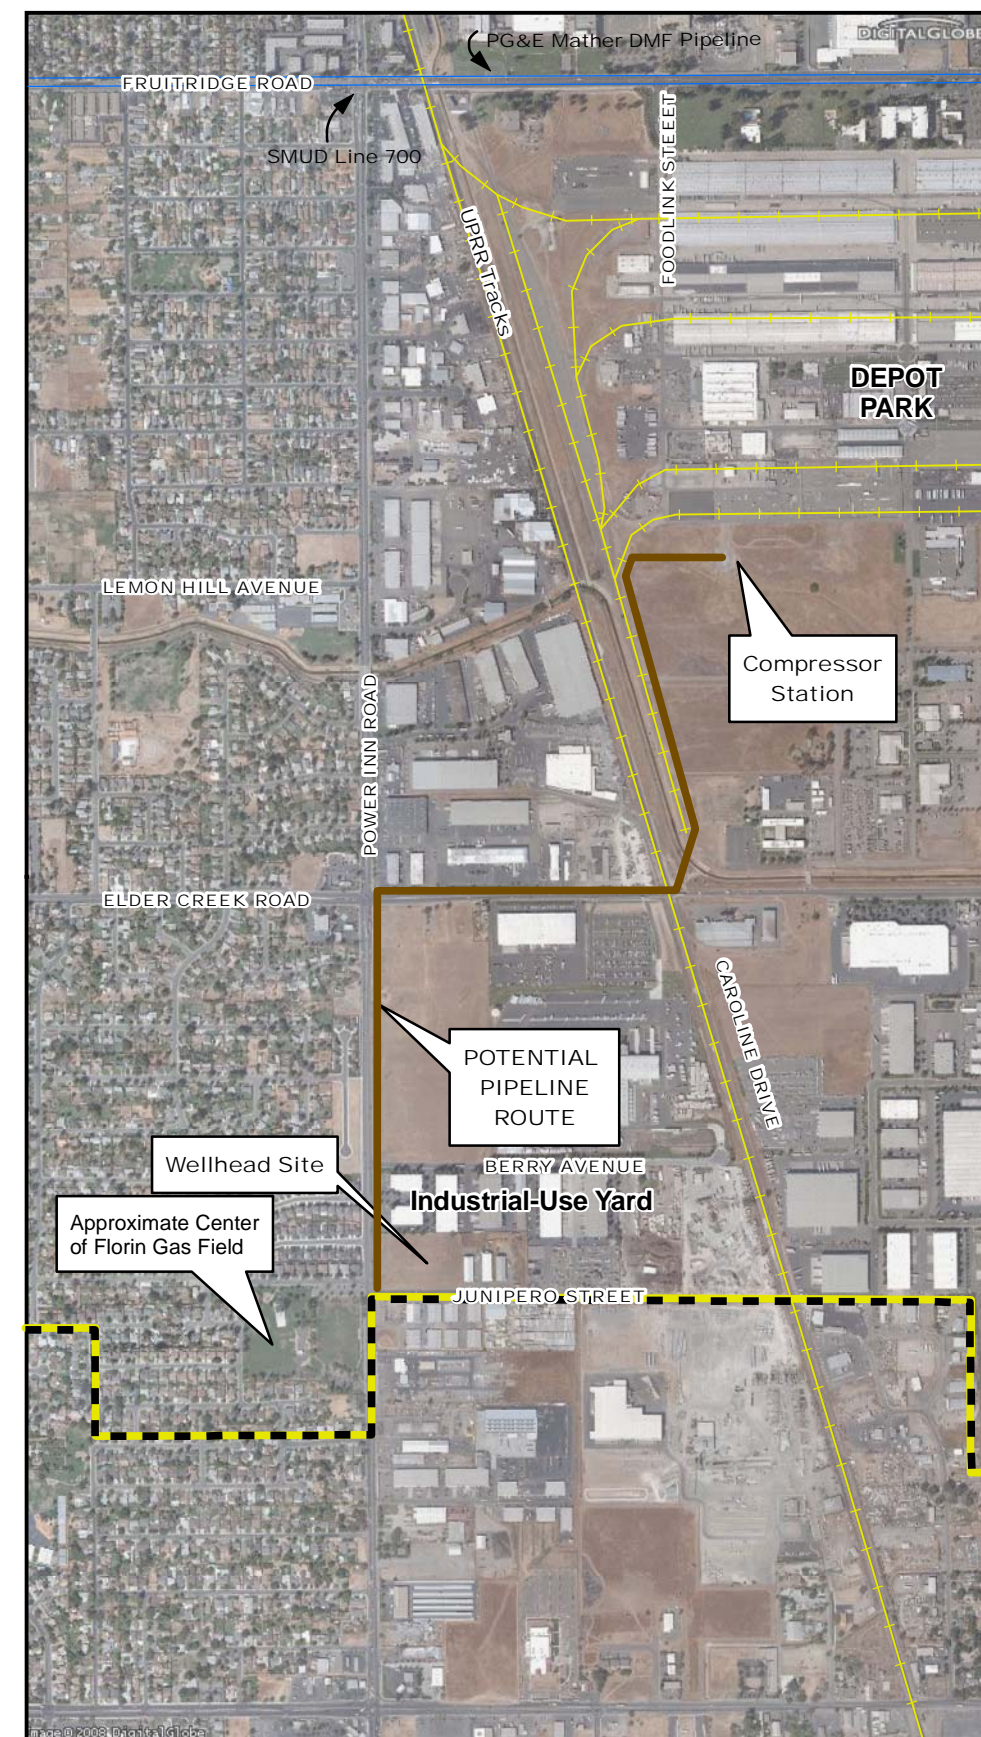 DIGITALGLOBE
PG&E Mather DMF Pipeline
FRUITRIDGE ROAD
SMUD Line 700
FOODLINK STEEET
UPRR Tracks
DEPOT
PARK
LEMON HILL AVENUE
Compressor
Station
POWER INN ROAD
ELDER CREEK ROAD
CAROLINE DRIVE
POTENTIAL
PIPELINE
ROUTE
Wellhead Site
BERRY AVENUE
Industrial-Use Yard
Approximate Center
of Florin Gas Field
JUNIPERO STREET
mage © 2008 DigitalGlobe